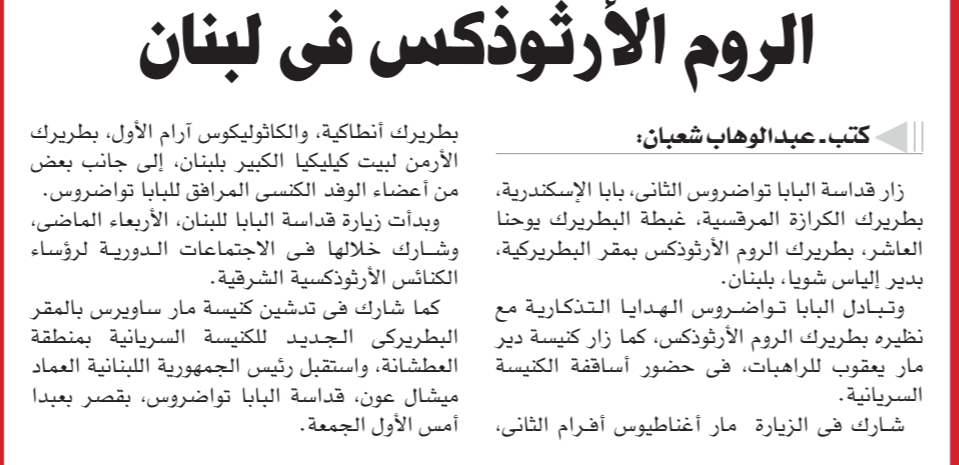 الروم الأرثوذكس فى لبنان
كتب ـ عبدالوهاب شعبان:
زار قداسة البابا تواضروس الثانى، بابا الإسكندرية،
بطريرك الكرازة المرقسية، غبطة البطريرك يوحنا
العاشر، بطريرك الروم الأرثوذكس بمقر البطريركية،
بدير إلياس شويا، بلبنان.
وتبادل البابا تواضروس الهدايا التذكارية مع
نظيره بطريرك الروم الأرثوذكس، كما زار كنيسة دير
مار يعقوب للراهبات، فى حضور أساقفة الكنيسة
السريانية.
شارك فى الزيارة مار أغناطيوس أفرام الثانى،
بطريرك أنطاكية، والكاثوليكوس آرام الأول، بطريرك
الأرمن لبيت كيليكيا الكبير بلبنان، إلى جانب بعض
من أعضاء الوفد الكنسى المرافق للبابا تواضروس.
وبدأت زيارة قداسة البابا للبنان، الأربعاء الماضى،
وشارك خلالها فى الاجتماعات الدورية لرؤساء
الكنائس الأرثوذكسية الشرقية.
كما شارك فى تدشين كنيسة مار ساويرس بالمقر
البطريركى الجديد للكنيسة السريانية بمنطقة
العطشانة، واستقبل رئيس الجمهورية اللبنانية العماد
ميشال عون، قداسة البابا تواضروس، بقصر بعبدا
أمس الأول الجمعة.